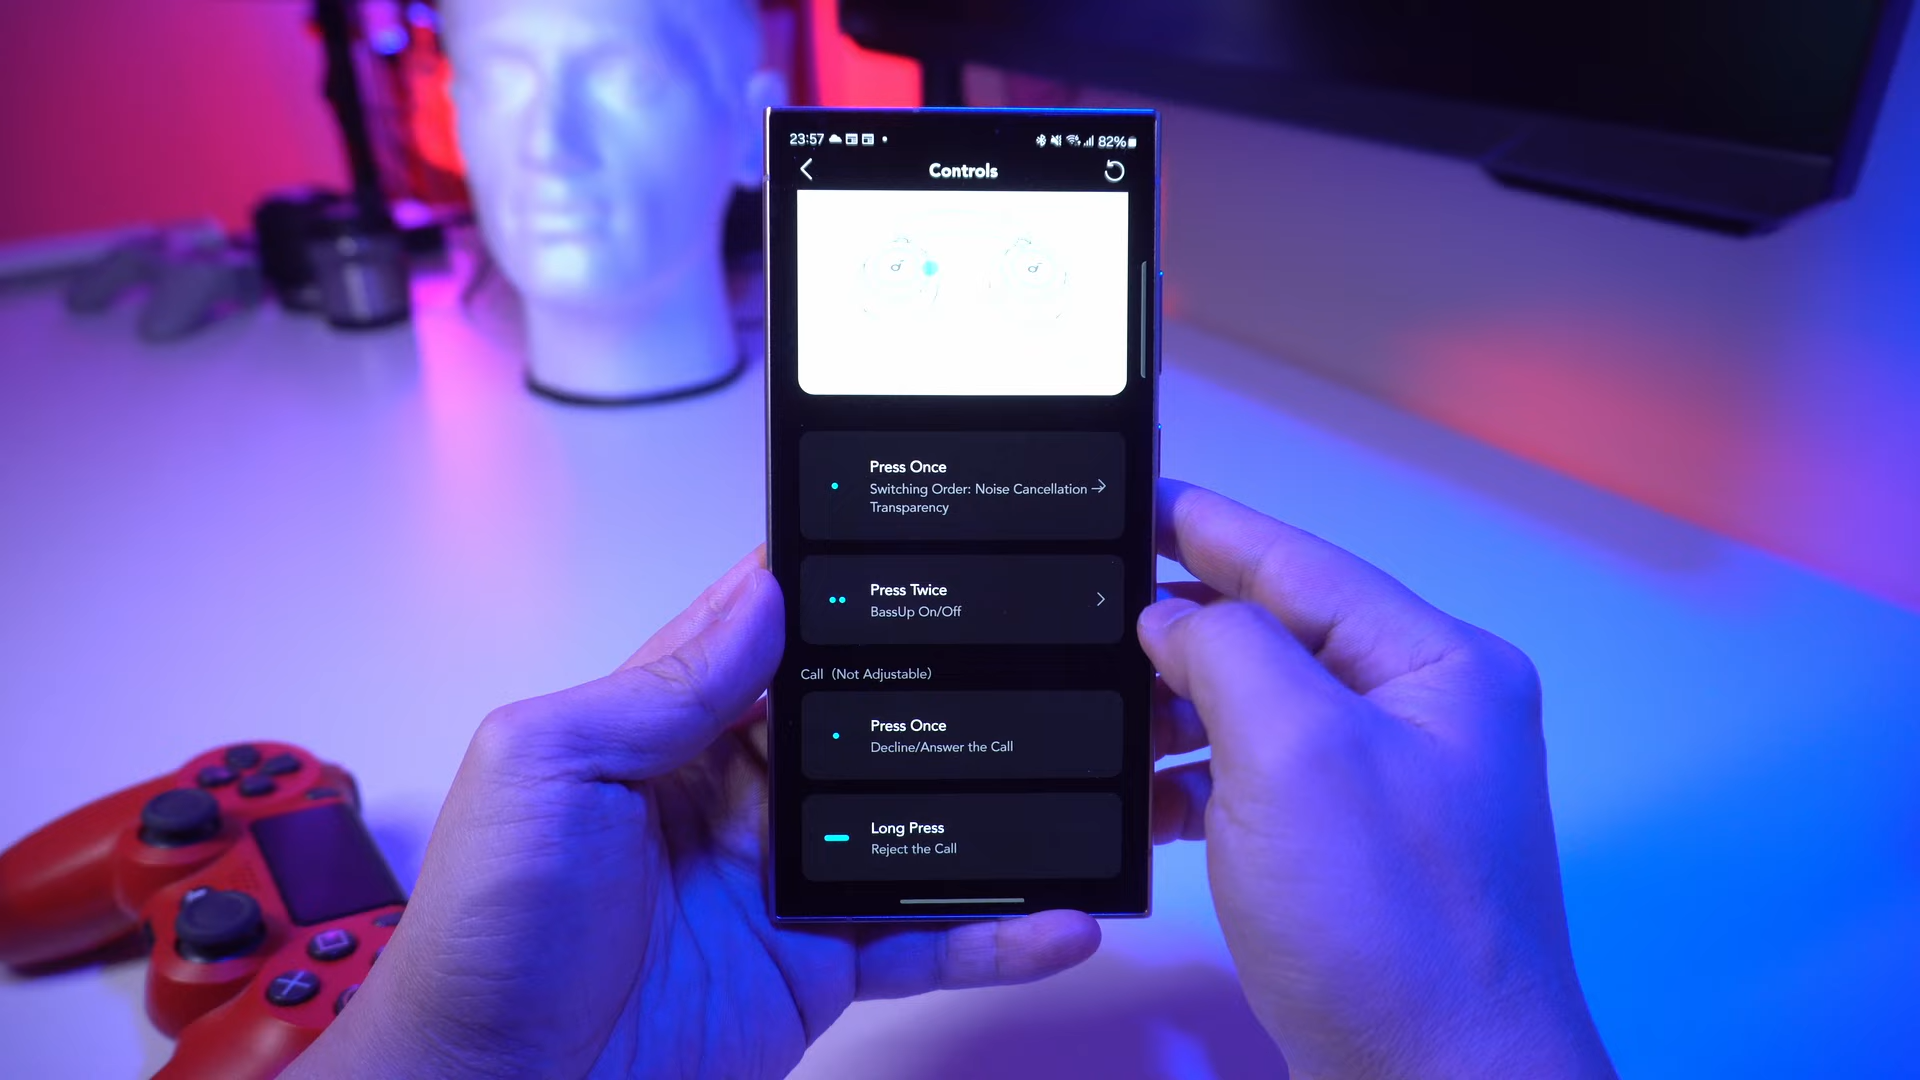 23:57
82%
Controls
Press Once
Switching Order: Noise Cancellation
Transparency
Press Twice
BassUp On/Off
Call (Not Adjustable)
Press Once
Decline/Answer the Call
Long Press
Reject the Call